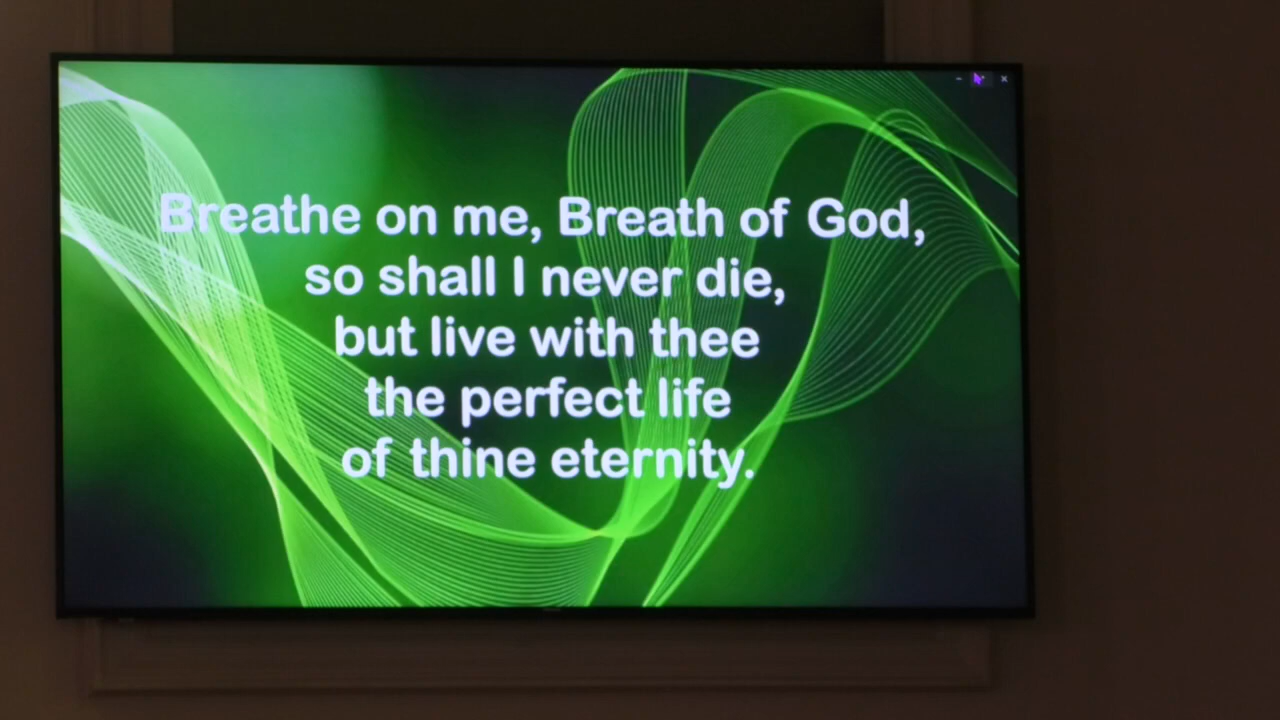 Breathe on me, Breath of God,
so shall I never die,
but live with thee
the perfect life
of thine eternity.